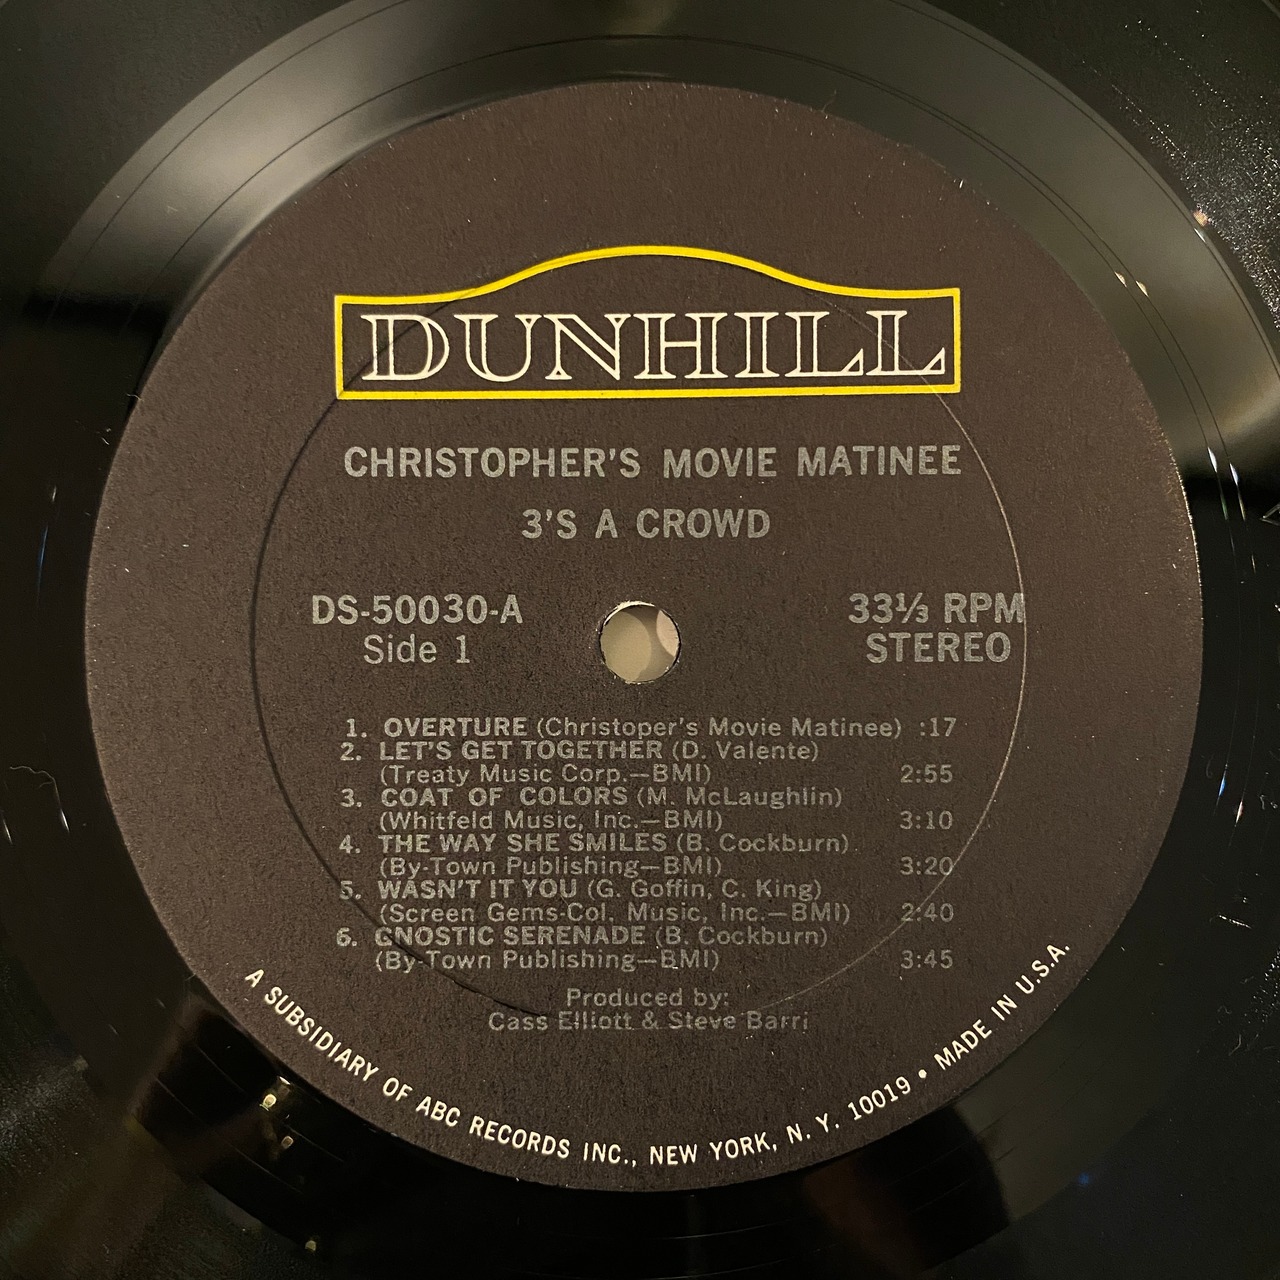 DUNHILL
CHRISTOPHER'S MOVIE MATINEE
3'S A CROWD
DS-50030-A
Side 1
33⅓ RPM
STEREO
1. OVERTURE (Christoper's Movie Matinee) :17
2. LET'S GET TOGETHER (D. Valente)
(Treaty Music Corp.—BMI) 2:55
3. COAT OF COLORS (M. McLaughlin)
(Whitfeld Music, Inc.—BMI) 3:10
4. THE WAY SHE SMILES (B. Cockburn)
(By-Town Publishing—BMI) 3:20
5. WASN'T IT YOU (G. Goffin, C. King)
(Screen Gems-Col. Music, Inc.—BMI) 2:40
6. GNOSTIC SERENADE (B. Cockburn)
(By-Town Publishing—BMI) 3:45
Produced by:
Cass Elliott & Steve Barri
A SUBSIDIARY OF ABC RECORDS INC., NEW YORK, N. Y. 10019 • MADE IN U.S.A.